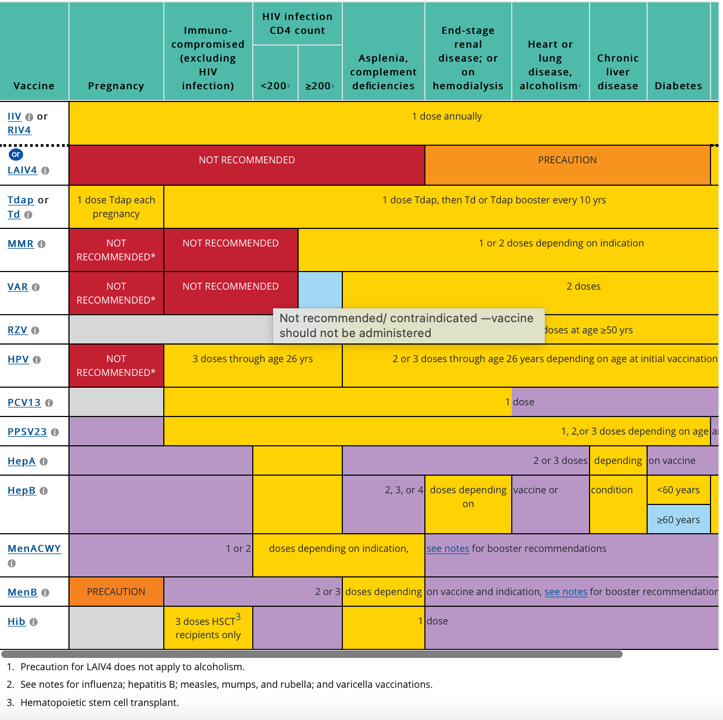 Vaccine
Pregnancy
Immuno-
compromised
(excluding
HIV
infection)
HIV infection
CD4 count
<200
≥200
Asplenia,
complement
deficiencies
End-stage
renal
disease; or
on
hemodialysis
Heart or
lung
disease,
alcoholism
Chronic
liver
disease
Diabetes
IIV or
RIV4
1 dose annually
or
LAIV4
NOT RECOMMENDED
PRECAUTION
Tdap or
Td
1 dose Tdap each
pregnancy
1 dose Tdap, then Td or Tdap booster every 10 yrs
MMR
NOT
RECOMMENDED*
NOT RECOMMENDED
1 or 2 doses depending on indication
VAR
NOT
RECOMMENDED*
NOT RECOMMENDED
2 doses
Not recommended/ contraindicated —vaccine
should not be administered
RZV
doses at age ≥50 yrs
HPV
NOT
RECOMMENDED*
3 doses through age 26 yrs
2 or 3 doses through age 26 years depending on age at initial vaccination
PCV13
1 dose
PPSV23
1, 2,or 3 doses depending on age
HepA
2 or 3 doses depending on vaccine
HepB
2, 3, or 4 doses depending
on
vaccine or
condition
<60 years
≥60 years
MenACWY
1 or 2 doses depending on indication, see notes for booster recommendations
MenB
PRECAUTION
2 or 3 doses depending on vaccine and indication, see notes for booster recommendation
Hib
3 doses HSCT3
recipients only
1 dose
1. Precaution for LAIV4 does not apply to alcoholism.
2. See notes for influenza; hepatitis B; measles, mumps, and rubella; and varicella vaccinations.
3. Hematopoietic stem cell transplant.